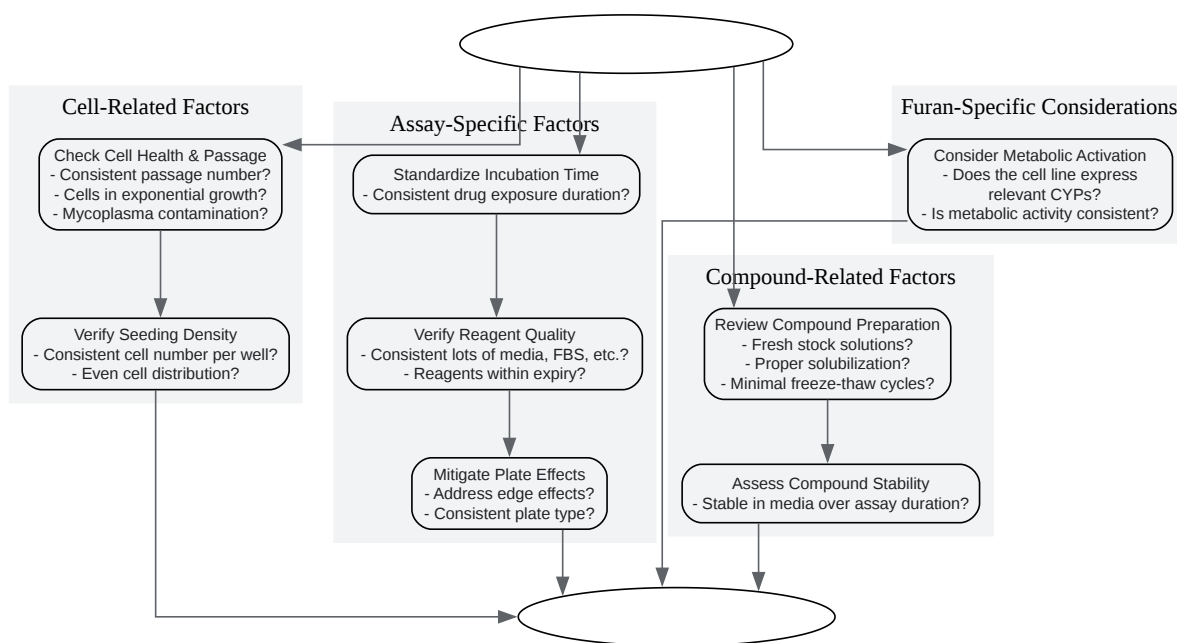 Cell-Related Factors
Check Cell Health & Passage
- Consistent passage number?
- Cells in exponential growth?
- Mycoplasma contamination?
Verify Seeding Density
- Consistent cell number per well?
- Even cell distribution?
Assay-Specific Factors
Standardize Incubation Time
- Consistent drug exposure duration?
Verify Reagent Quality
- Consistent lots of media, FBS, etc.?
- Reagents within expiry?
Mitigate Plate Effects
- Address edge effects?
- Consistent plate type?
Compound-Related Factors
Review Compound Preparation
- Fresh stock solutions?
- Proper solubilization?
- Minimal freeze-thaw cycles?
Assess Compound Stability
- Stable in media over assay duration?
Furan-Specific Considerations
Consider Metabolic Activation
- Does the cell line express
relevant CYPs?
- Is metabolic activity consistent?